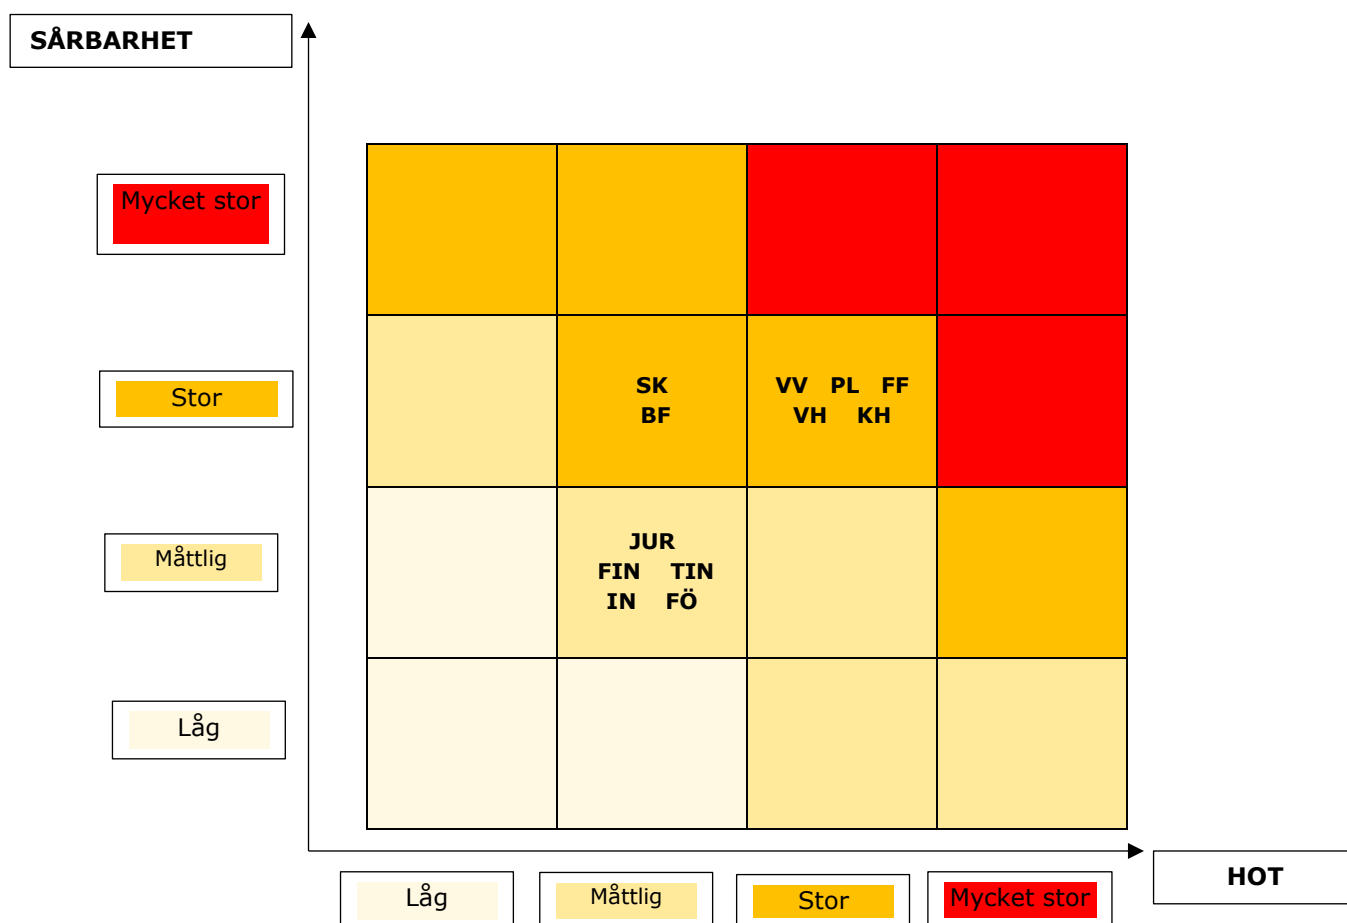 SÅRBARHET
Mycket stor
Stor
SK
BF
VV PL FF
VH KH
Måttlig
JUR
FIN TIN
IN FÖ
Låg
HOT
Låg
Måttlig
Stor
Mycket stor